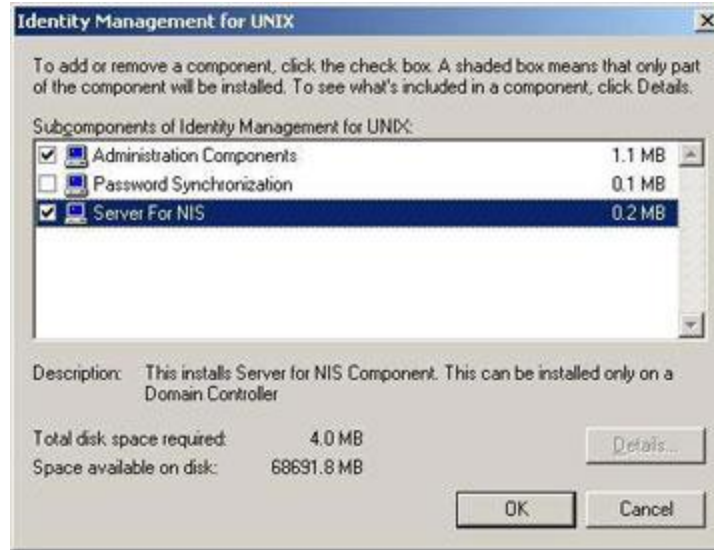 Identity Management for UNIX
To add or remove a component, click the check box. A shaded box means that only part
of the component will be installed. To see what's included in a component, click Details.
Subcomponents of Identity Management for UNIX:
Administration Components 1.1 MB
Password Synchronization 0.1 MB
Server For NIS 0.2 MB
Description: This installs Server for NIS Component. This can be installed only on a
Domain Controller
Total disk space required: 4.0 MB
Space available on disk: 68691.8 MB
Details...
OK Cancel